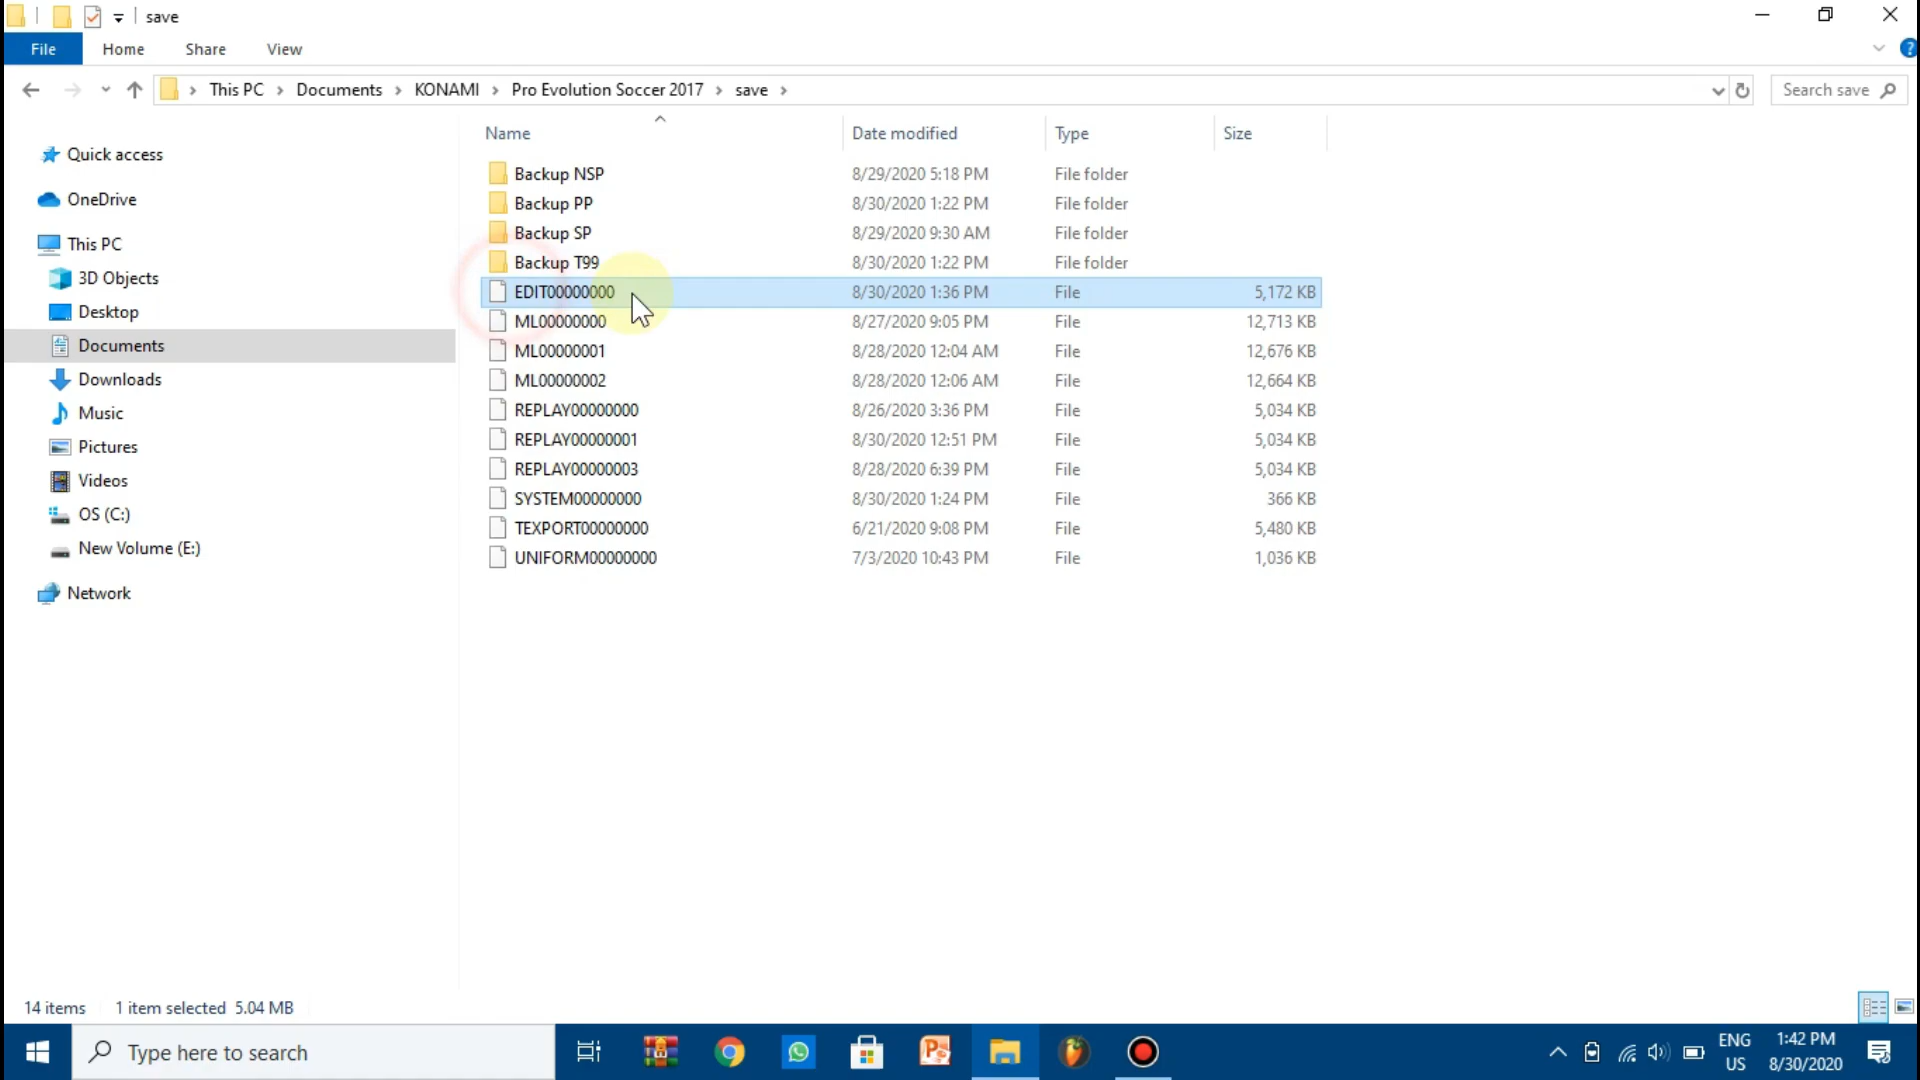 save
File Home Share View
This PC Documents KONAMI Pro Evolution Soccer 2017 save Search save
Name Date modified Type Size
Quick access
OneDrive
This PC
3D Objects
Desktop
Documents
Downloads
Music
Pictures
Videos
OS (C:)
New Volume (E:)
Network
Backup NSP 8/29/2020 5:18 PM File folder
Backup PP 8/30/2020 1:22 PM File folder
Backup SP 8/29/2020 9:30 AM File folder
Backup T99 8/30/2020 1:22 PM File folder
EDIT00000000 8/30/2020 1:36 PM File 5,172 KB
ML00000000 8/27/2020 9:05 PM File 12,713 KB
ML00000001 8/28/2020 12:04 AM File 12,676 KB
ML00000002 8/28/2020 12:06 AM File 12,664 KB
REPLAY00000000 8/26/2020 3:36 PM File 5,034 KB
REPLAY00000001 8/30/2020 12:51 PM File 5,034 KB
REPLAY00000003 8/28/2020 6:39 PM File 5,034 KB
SYSTEM00000000 8/30/2020 1:24 PM File 366 KB
TEXPORT00000000 6/21/2020 9:08 PM File 5,480 KB
UNIFORM00000000 7/3/2020 10:43 PM File 1,036 KB
14 items 1 item selected 5.04 MB
Type here to search
ENG
US
1:42 PM
8/30/2020